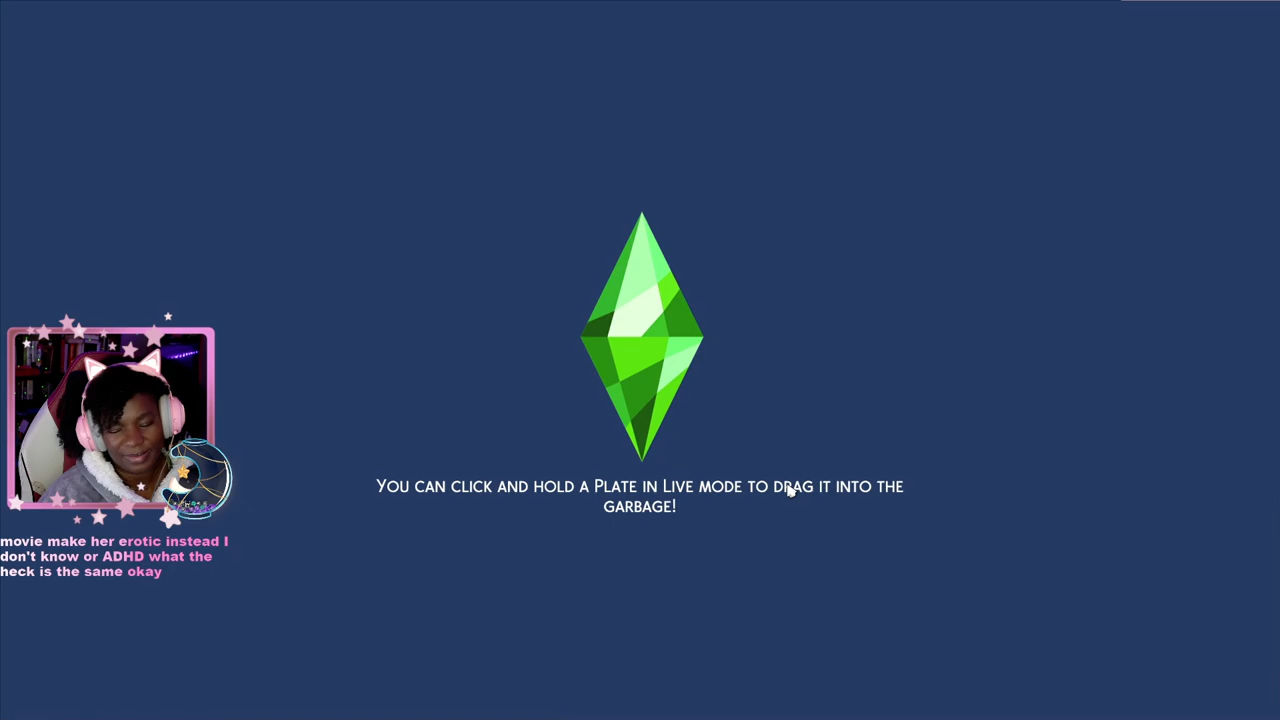 You can click and hold a Plate in Live mode to drag it into the
garbage!
movie make her erotic instead I
don't know or ADHD what the
heck is the same okay